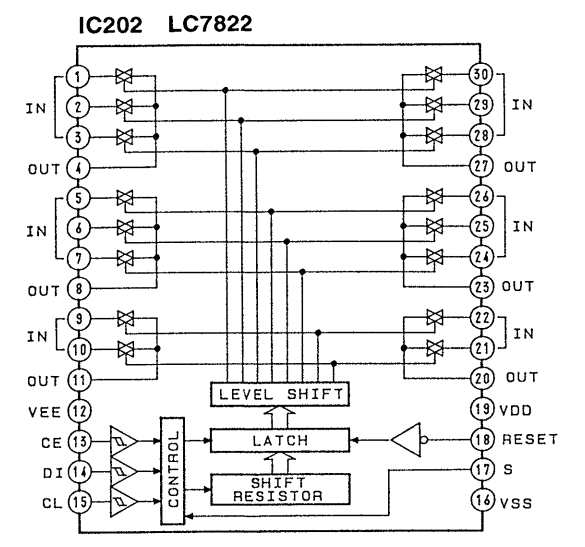 IC202 LC7822
1 30
IN 2 29 IN
3 28
OUT 4 27 OUT
5 26
IN 6 25 IN
7 24
OUT 8 23 OUT
9 22
IN IN
10 21
OUT 11 20 OUT
LEVEL SHIFT
VEE 12 19 VDD
CE 13 CONTROL LATCH 18 RESET
DI 14 17 S
SHIFT
RESISTOR
CL 15 16 VSS